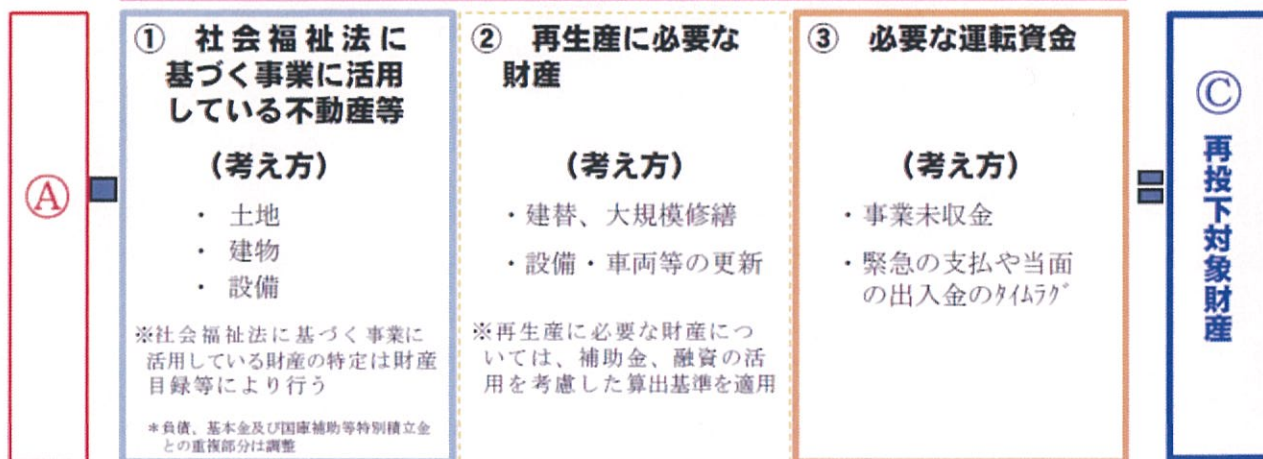 Ⓐ
① 社会福祉法に
基づく事業に活用
している不動産等
(考え方)
・ 土地
・ 建物
・ 設備
※社会福祉法に基づく事業に
活用している財産の特定は財産
目録等により行う
*負債、基本金及び国庫補助等特別積立金
との重複部分は調整
② 再生産に必要な
財産
(考え方)
・建替、大規模修繕
・設備・車両等の更新
※再生産に必要な財産につ
いては、補助金、融資の活
用を考慮した算出基準を適用
③ 必要な運転資金
(考え方)
・事業未収金
・緊急の支払や当面
の出入金のタイムラグ
Ⓒ
再投下対象財産